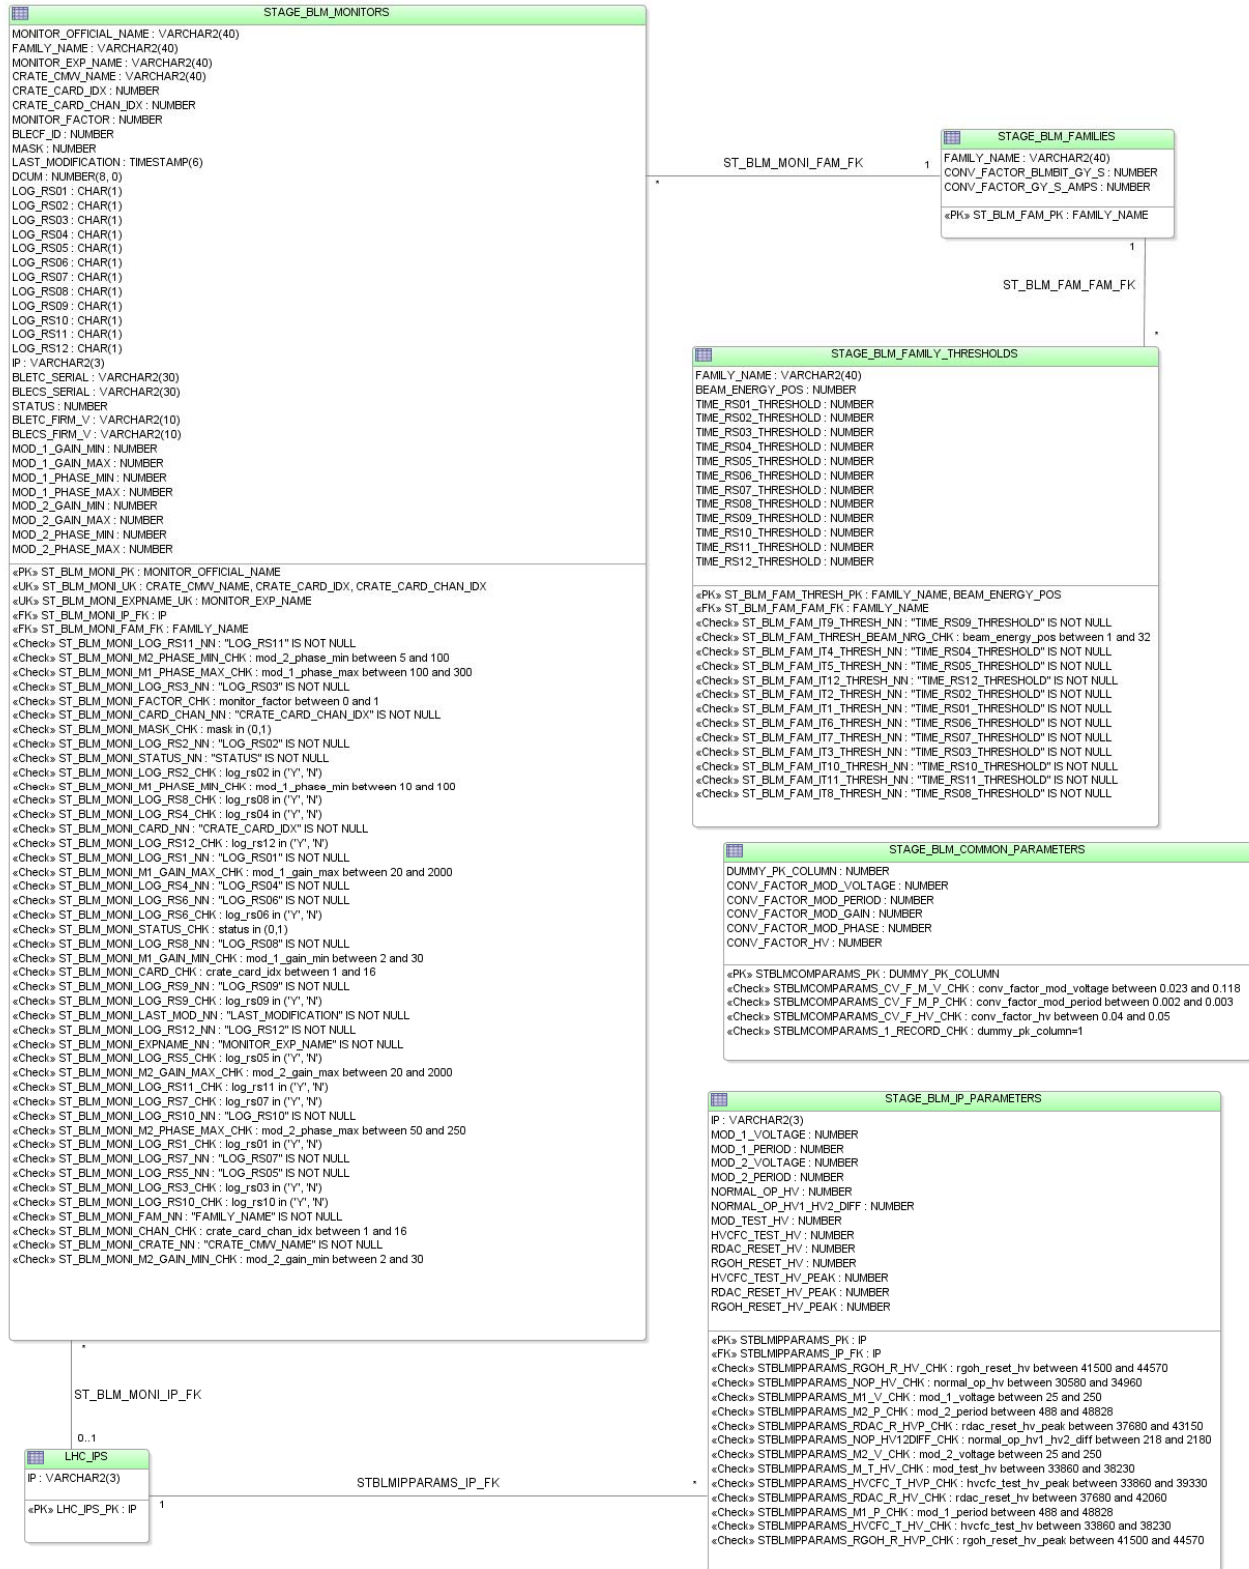 STAGE_BLM_MONITORS
MONITOR_OFFICIAL_NAME : VARCHAR2(40)
FAMILY_NAME : VARCHAR2(40)
MONITOR_EXP_NAME : VARCHAR2(40)
CRATE_CMW_NAME : VARCHAR2(40)
CRATE_CARD_IDX : NUMBER
CRATE_CARD_CHAN_IDX : NUMBER
MONITOR_FACTOR : NUMBER
BLECF_ID : NUMBER
MASK : NUMBER
LAST_MODIFICATION : TIMESTAMP(6)
DCUM : NUMBER(8, 0)
LOG_RS01 : CHAR(1)
LOG_RS02 : CHAR(1)
LOG_RS03 : CHAR(1)
LOG_RS04 : CHAR(1)
LOG_RS05 : CHAR(1)
LOG_RS06 : CHAR(1)
LOG_RS07 : CHAR(1)
LOG_RS08 : CHAR(1)
LOG_RS09 : CHAR(1)
LOG_RS10 : CHAR(1)
LOG_RS11 : CHAR(1)
LOG_RS12 : CHAR(1)
IP : VARCHAR2(3)
BLETC_SERIAL : VARCHAR2(30)
BLECS_SERIAL : VARCHAR2(30)
STATUS : NUMBER
BLETC_FIRM_V : VARCHAR2(10)
BLECS_FIRM_V : VARCHAR2(10)
MOD_1_GAIN_MIN : NUMBER
MOD_1_GAIN_MAX : NUMBER
MOD_1_PHASE_MIN : NUMBER
MOD_1_PHASE_MAX : NUMBER
MOD_2_GAIN_MIN : NUMBER
MOD_2_GAIN_MAX : NUMBER
MOD_2_PHASE_MIN : NUMBER
MOD_2_PHASE_MAX : NUMBER
«PK» ST_BLM_MONI_PK : MONITOR_OFFICIAL_NAME
«UK» ST_BLM_MONI_UK : CRATE_CMW_NAME, CRATE_CARD_IDX, CRATE_CARD_CHAN_IDX
«UK» ST_BLM_MONI_EXPNAME_UK : MONITOR_EXP_NAME
«FK» ST_BLM_MONI_IP_FK : IP
«FK» ST_BLM_MONI_FAM_FK : FAMILY_NAME
«Check» ST_BLM_MONI_LOG_RS11_NN : "LOG_RS11" IS NOT NULL
«Check» ST_BLM_MONI_M2_PHASE_MIN_CHK : mod_2_phase_min between 5 and 100
«Check» ST_BLM_MONI_M1_PHASE_MAX_CHK : mod_1_phase_max between 100 and 300
«Check» ST_BLM_MONI_LOG_RS3_NN : "LOG_RS03" IS NOT NULL
«Check» ST_BLM_MONI_FACTOR_CHK : monitor_factor between 0 and 1
«Check» ST_BLM_MONI_CARD_CHAN_NN : "CRATE_CARD_CHAN_IDX" IS NOT NULL
«Check» ST_BLM_MONI_MASK_CHK : mask in (0,1)
«Check» ST_BLM_MONI_LOG_RS2_NN : "LOG_RS02" IS NOT NULL
«Check» ST_BLM_MONI_STATUS_NN : "STATUS" IS NOT NULL
«Check» ST_BLM_MONI_LOG_RS2_CHK : log_rs02 in ('Y', 'N')
«Check» ST_BLM_MONI_M1_PHASE_MIN_CHK : mod_1_phase_min between 10 and 100
«Check» ST_BLM_MONI_LOG_RS8_CHK : log_rs08 in ('Y', 'N')
«Check» ST_BLM_MONI_LOG_RS4_CHK : log_rs04 in ('Y', 'N')
«Check» ST_BLM_MONI_CARD_NN : "CRATE_CARD_IDX" IS NOT NULL
«Check» ST_BLM_MONI_LOG_RS12_CHK : log_rs12 in ('Y', 'N')
«Check» ST_BLM_MONI_LOG_RS1_NN : "LOG_RS01" IS NOT NULL
«Check» ST_BLM_MONI_M1_GAIN_MAX_CHK : mod_1_gain_max between 20 and 2000
«Check» ST_BLM_MONI_LOG_RS4_NN : "LOG_RS04" IS NOT NULL
«Check» ST_BLM_MONI_LOG_RS6_NN : "LOG_RS06" IS NOT NULL
«Check» ST_BLM_MONI_LOG_RS6_CHK : log_rs06 in ('Y', 'N')
«Check» ST_BLM_MONI_STATUS_CHK : status in (0,1)
«Check» ST_BLM_MONI_LOG_RS8_NN : "LOG_RS08" IS NOT NULL
«Check» ST_BLM_MONI_M1_GAIN_MIN_CHK : mod_1_gain_min between 2 and 30
«Check» ST_BLM_MONI_CARD_CHK : crate_card_idx between 1 and 16
«Check» ST_BLM_MONI_LOG_RS9_NN : "LOG_RS09" IS NOT NULL
«Check» ST_BLM_MONI_LOG_RS9_CHK : log_rs09 in ('Y', 'N')
«Check» ST_BLM_MONI_LAST_MOD_NN : "LAST_MODIFICATION" IS NOT NULL
«Check» ST_BLM_MONI_LOG_RS12_NN : "LOG_RS12" IS NOT NULL
«Check» ST_BLM_MONI_EXPNAME_NN : "MONITOR_EXP_NAME" IS NOT NULL
«Check» ST_BLM_MONI_LOG_RS5_CHK : log_rs05 in ('Y', 'N')
«Check» ST_BLM_MONI_M2_GAIN_MAX_CHK : mod_2_gain_max between 20 and 2000
«Check» ST_BLM_MONI_LOG_RS11_CHK : log_rs11 in ('Y', 'N')
«Check» ST_BLM_MONI_LOG_RS7_CHK : log_rs07 in ('Y', 'N')
«Check» ST_BLM_MONI_LOG_RS10_NN : "LOG_RS10" IS NOT NULL
«Check» ST_BLM_MONI_M2_PHASE_MAX_CHK : mod_2_phase_max between 50 and 250
«Check» ST_BLM_MONI_LOG_RS1_CHK : log_rs01 in ('Y', 'N')
«Check» ST_BLM_MONI_LOG_RS7_NN : "LOG_RS07" IS NOT NULL
«Check» ST_BLM_MONI_LOG_RS5_NN : "LOG_RS05" IS NOT NULL
«Check» ST_BLM_MONI_LOG_RS3_CHK : log_rs03 in ('Y', 'N')
«Check» ST_BLM_MONI_LOG_RS10_CHK : log_rs10 in ('Y', 'N')
«Check» ST_BLM_MONI_FAM_NN : "FAMILY_NAME" IS NOT NULL
«Check» ST_BLM_MONI_CHAN_CHK : crate_card_chan_idx between 1 and 16
«Check» ST_BLM_MONI_CRATE_NN : "CRATE_CMW_NAME" IS NOT NULL
«Check» ST_BLM_MONI_M2_GAIN_MIN_CHK : mod_2_gain_min between 2 and 30
ST_BLM_MONI_FAM_FK
1
*
STAGE_BLM_FAMILIES
FAMILY_NAME : VARCHAR2(40)
CONV_FACTOR_BLMBIT_GY_S : NUMBER
CONV_FACTOR_GY_S_AMPS : NUMBER
«PK» ST_BLM_FAM_PK : FAMILY_NAME
1
ST_BLM_FAM_FAM_FK
*
STAGE_BLM_FAMILY_THRESHOLDS
FAMILY_NAME : VARCHAR2(40)
BEAM_ENERGY_POS : NUMBER
TIME_RS01_THRESHOLD : NUMBER
TIME_RS02_THRESHOLD : NUMBER
TIME_RS03_THRESHOLD : NUMBER
TIME_RS04_THRESHOLD : NUMBER
TIME_RS05_THRESHOLD : NUMBER
TIME_RS06_THRESHOLD : NUMBER
TIME_RS07_THRESHOLD : NUMBER
TIME_RS08_THRESHOLD : NUMBER
TIME_RS09_THRESHOLD : NUMBER
TIME_RS10_THRESHOLD : NUMBER
TIME_RS11_THRESHOLD : NUMBER
TIME_RS12_THRESHOLD : NUMBER
«PK» ST_BLM_FAM_THRESH_PK : FAMILY_NAME, BEAM_ENERGY_POS
«FK» ST_BLM_FAM_FAM_FK : FAMILY_NAME
«Check» ST_BLM_FAM_IT9_THRESH_NN : "TIME_RS09_THRESHOLD" IS NOT NULL
«Check» ST_BLM_FAM_THRESH_BEAM_NRG_CHK : beam_energy_pos between 1 and 32
«Check» ST_BLM_FAM_IT4_THRESH_NN : "TIME_RS04_THRESHOLD" IS NOT NULL
«Check» ST_BLM_FAM_IT5_THRESH_NN : "TIME_RS05_THRESHOLD" IS NOT NULL
«Check» ST_BLM_FAM_IT12_THRESH_NN : "TIME_RS12_THRESHOLD" IS NOT NULL
«Check» ST_BLM_FAM_IT2_THRESH_NN : "TIME_RS02_THRESHOLD" IS NOT NULL
«Check» ST_BLM_FAM_IT1_THRESH_NN : "TIME_RS01_THRESHOLD" IS NOT NULL
«Check» ST_BLM_FAM_IT6_THRESH_NN : "TIME_RS06_THRESHOLD" IS NOT NULL
«Check» ST_BLM_FAM_IT7_THRESH_NN : "TIME_RS07_THRESHOLD" IS NOT NULL
«Check» ST_BLM_FAM_IT3_THRESH_NN : "TIME_RS03_THRESHOLD" IS NOT NULL
«Check» ST_BLM_FAM_IT10_THRESH_NN : "TIME_RS10_THRESHOLD" IS NOT NULL
«Check» ST_BLM_FAM_IT11_THRESH_NN : "TIME_RS11_THRESHOLD" IS NOT NULL
«Check» ST_BLM_FAM_IT8_THRESH_NN : "TIME_RS08_THRESHOLD" IS NOT NULL
STAGE_BLM_COMMON_PARAMETERS
DUMMY_PK_COLUMN : NUMBER
CONV_FACTOR_MOD_VOLTAGE : NUMBER
CONV_FACTOR_MOD_PERIOD : NUMBER
CONV_FACTOR_MOD_GAIN : NUMBER
CONV_FACTOR_MOD_PHASE : NUMBER
CONV_FACTOR_HV : NUMBER
«PK» STBLMCOMPARAMS_PK : DUMMY_PK_COLUMN
«Check» STBLMCOMPARAMS_CV_F_M_V_CHK : conv_factor_mod_voltage between 0.023 and 0.118
«Check» STBLMCOMPARAMS_CV_F_M_P_CHK : conv_factor_mod_period between 0.002 and 0.003
«Check» STBLMCOMPARAMS_CV_F_HV_CHK : conv_factor_hv between 0.04 and 0.05
«Check» STBLMCOMPARAMS_1_RECORD_CHK : dummy_pk_column=1
STAGE_BLM_IP_PARAMETERS
IP : VARCHAR2(3)
MOD_1_VOLTAGE : NUMBER
MOD_1_PERIOD : NUMBER
MOD_2_VOLTAGE : NUMBER
MOD_2_PERIOD : NUMBER
NORMAL_OP_HV : NUMBER
NORMAL_OP_HV1_HV2_DIFF : NUMBER
MOD_TEST_HV : NUMBER
HVCFC_TEST_HV : NUMBER
RDAC_RESET_HV : NUMBER
RGOH_RESET_HV : NUMBER
HVCFC_TEST_HV_PEAK : NUMBER
RDAC_RESET_HV_PEAK : NUMBER
RGOH_RESET_HV_PEAK : NUMBER
«PK» STBLMIPPARAMS_PK : IP
«FK» STBLMIPPARAMS_IP_FK : IP
«Check» STBLMIPPARAMS_RGOH_R_HV_CHK : rgoh_reset_hv between 41500 and 44570
«Check» STBLMIPPARAMS_NOP_HV_CHK : normal_op_hv between 30580 and 34960
«Check» STBLMIPPARAMS_M1_V_CHK : mod_1_voltage between 25 and 250
«Check» STBLMIPPARAMS_M2_P_CHK : mod_2_period between 488 and 48828
«Check» STBLMIPPARAMS_RDAC_R_HVP_CHK : rdac_reset_hv_peak between 37680 and 43150
«Check» STBLMIPPARAMS_NOP_HV12DIFF_CHK : normal_op_hv1_hv2_diff between 218 and 2180
«Check» STBLMIPPARAMS_M2_V_CHK : mod_2_voltage between 25 and 250
«Check» STBLMIPPARAMS_M_T_HV_CHK : mod_test_hv between 33860 and 38230
«Check» STBLMIPPARAMS_HVCFC_T_HVP_CHK : hvcfc_test_hv_peak between 33860 and 39330
«Check» STBLMIPPARAMS_RDAC_R_HV_CHK : rdac_reset_hv between 37680 and 42060
«Check» STBLMIPPARAMS_M1_P_CHK : mod_1_period between 488 and 48828
«Check» STBLMIPPARAMS_HVCFC_T_HV_CHK : hvcfc_test_hv between 33860 and 38230
«Check» STBLMIPPARAMS_RGOH_R_HVP_CHK : rgoh_reset_hv_peak between 41500 and 44570
*
ST_BLM_MONI_IP_FK
0..1
LHC_IPS
IP : VARCHAR2(3)
«PK» LHC_IPS_PK : IP
1
STBLMIPPARAMS_IP_FK
*